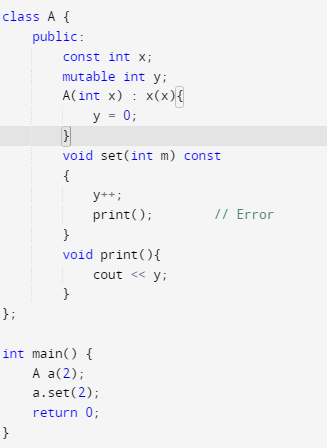 class A {
    public:
        const int x;
        mutable int y;
        A(int x) : x(x){
            y = 0;
        }
        void set(int m) const
        {
            y++;
            print();        // Error
        }
        void print(){
            cout << y;
        }
};

int main() {
    A a(2);
    a.set(2);
    return 0;
}